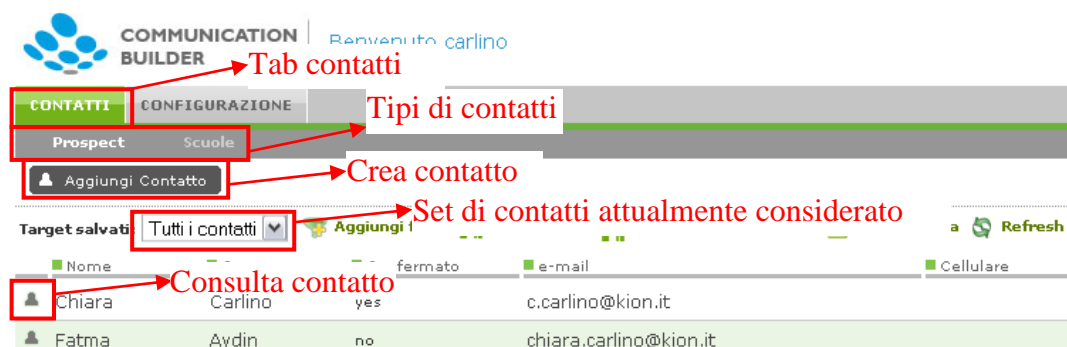 COMMUNICATION
BUILDER
Benvenuto carlino
Tab contatti
CONTATTI CONFIGURAZIONE
Tipi di contatti
Prospect Scuole
Aggiungi Contatto
Crea contatto
Target salvati: Tutti i contatti Aggiungi
Set di contatti attualmente considerato
a Refresh
Nome fermato e-mail Cellulare
Consulta contatto
Chiara Carlino yes c.carlino@kion.it
Fatma Aydin no chiara.carlino@kion.it